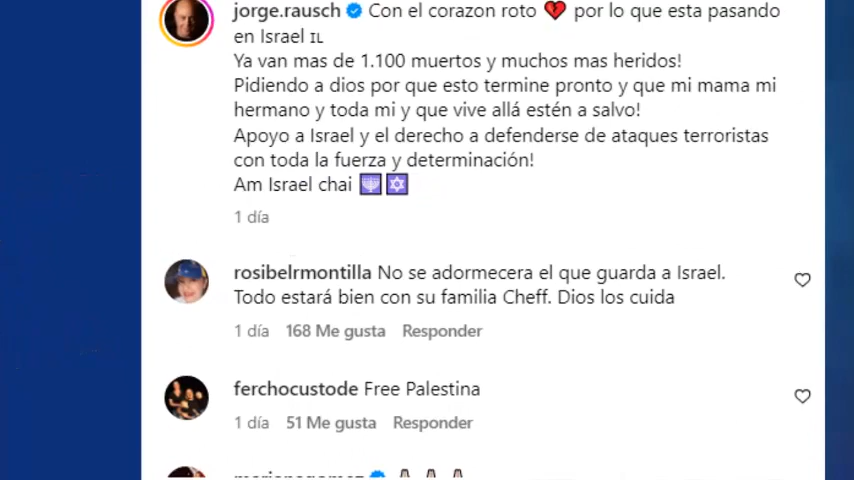 jorge.rausch Con el corazon roto 💔 por lo que esta pasando
en Israel IL
Ya van mas de 1.100 muertos y muchos mas heridos!
Pidiendo a dios por que esto termine pronto y que mi mama mi
hermano y toda mi y que vive allá estén a salvo!
Apoyo a Israel y el derecho a defenderse de ataques terroristas
con toda la fuerza y determinación!
Am Israel chai 🕎 🔯
1 día
rosibelrmontilla No se adormecera el que guarda a Israel.
Todo estará bien con su familia Cheff. Dios los cuida
1 día 168 Me gusta Responder
ferchocustode Free Palestina
1 día 51 Me gusta Responder